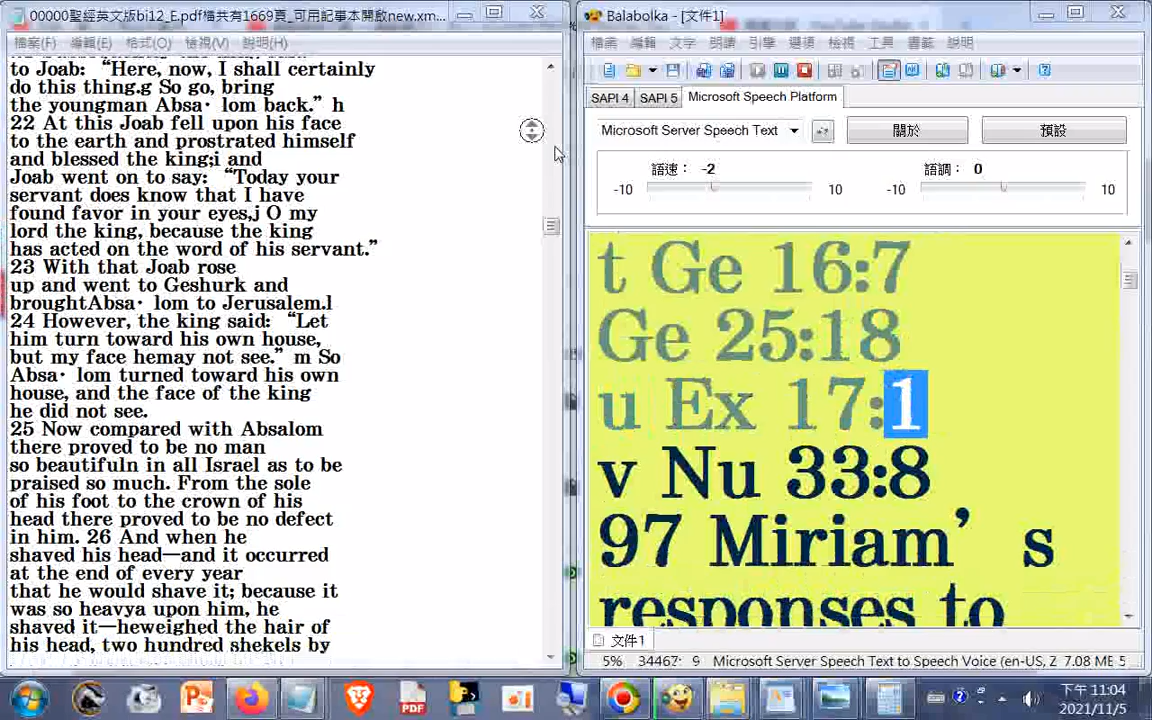 00000聖經英文版bi12_E.pdf檔共有1669頁_可用記事本開啟new.xm...
檔案(F) 編輯(E) 格式(O) 檢視(V) 說明(H)
to Joab: “Here, now, I shall certainly
do this thing.g So go, bring
the youngman Absa· lom back.” h
22 At this Joab fell upon his face
to the earth and prostrated himself
and blessed the king;i and
Joab went on to say: “Today your
servant does know that I have
found favor in your eyes,j O my
lord the king, because the king
has acted on the word of his servant.”
23 With that Joab rose
up and went to Geshurk and
broughtAbsa· lom to Jerusalem.l
24 However, the king said: “Let
him turn toward his own house,
but my face hemay not see.” m So
Absa· lom turned toward his own
house, and the face of the king
he did not see.
25 Now compared with Absalom
there proved to be no man
so beautifuln in all Israel as to be
praised so much. From the sole
of his foot to the crown of his
head there proved to be no defect
in him. 26 And when he
shaved his head—and it occurred
at the end of every year
that he would shave it; because it
was so heavya upon him, he
shaved it—heweighed the hair of
his head, two hundred shekels by
Balabolka - [文件1]
檔案 編輯 文字 朗讀 引擎 選項 檢視 工具 書籤 說明
SAPI 4 SAPI 5 Microsoft Speech Platform
Microsoft Server Speech Text 關於 預設
語速： -2 語調： 0
-10 10 -10 10
t Ge 16:7
Ge 25:18
u Ex 17:1
v Nu 33:8
97 Miriam’s
responses to
文件1
5% 34467: 9 Microsoft Server Speech Text to Speech Voice (en-US, Z 7.08 MB 5
PDF
下午 11:04
2021/11/5